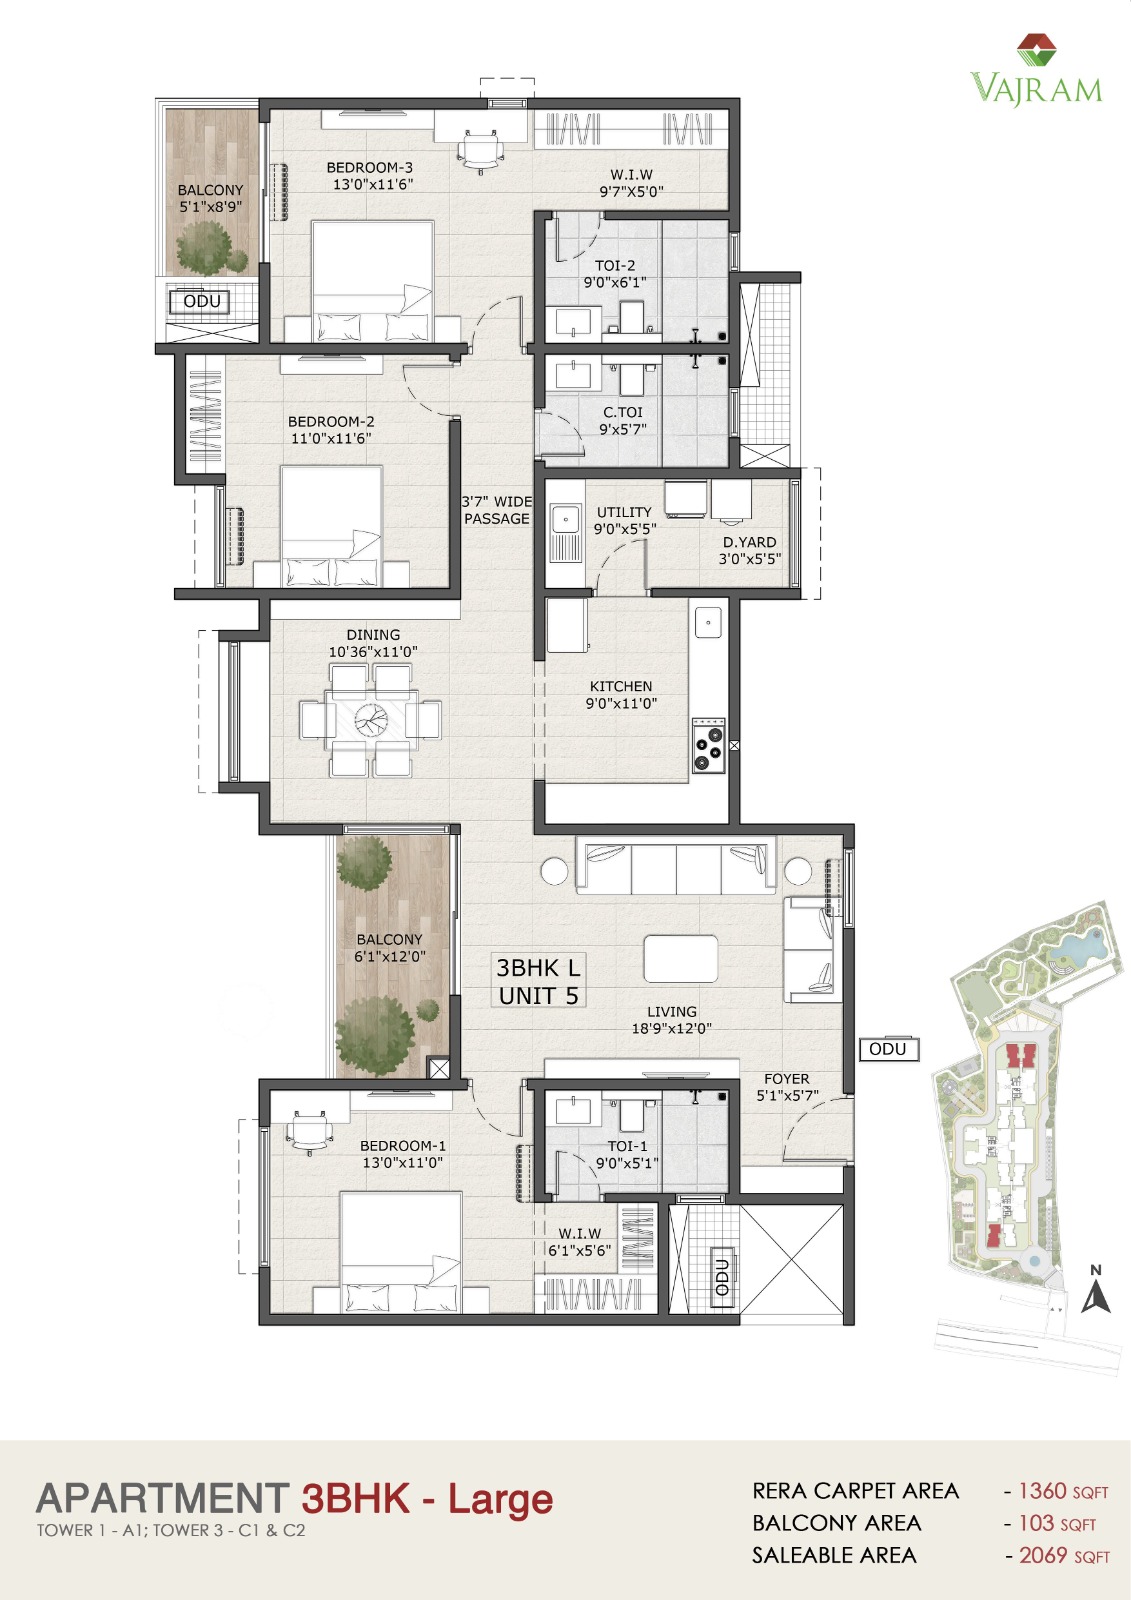 VAJRAM
BEDROOM-3
13'0"x11'6"
W.I.W
9'7"X5'0"
BALCONY
5'1"x8'9"
TOI-2
9'0"x6'1"
ODU
C.TOI
9'x5'7"
BEDROOM-2
11'0"x11'6"
3'7" WIDE
PASSAGE
UTILITY
9'0"x5'5"
D.YARD
3'0"x5'5"
DINING
10'36"x11'0"
KITCHEN
9'0"x11'0"
BALCONY
6'1"x12'0"
3BHK L
UNIT 5
LIVING
18'9"x12'0"
ODU
FOYER
5'1"x5'7"
BEDROOM-1
13'0"x11'0"
TOI-1
9'0"x5'1"
W.I.W
6'1"x5'6"
ODU
N
APARTMENT 3BHK - Large
TOWER 1 - A1; TOWER 3 - C1 & C2
RERA CARPET AREA - 1360 SQFT
BALCONY AREA - 103 SQFT
SALEABLE AREA - 2069 SQFT